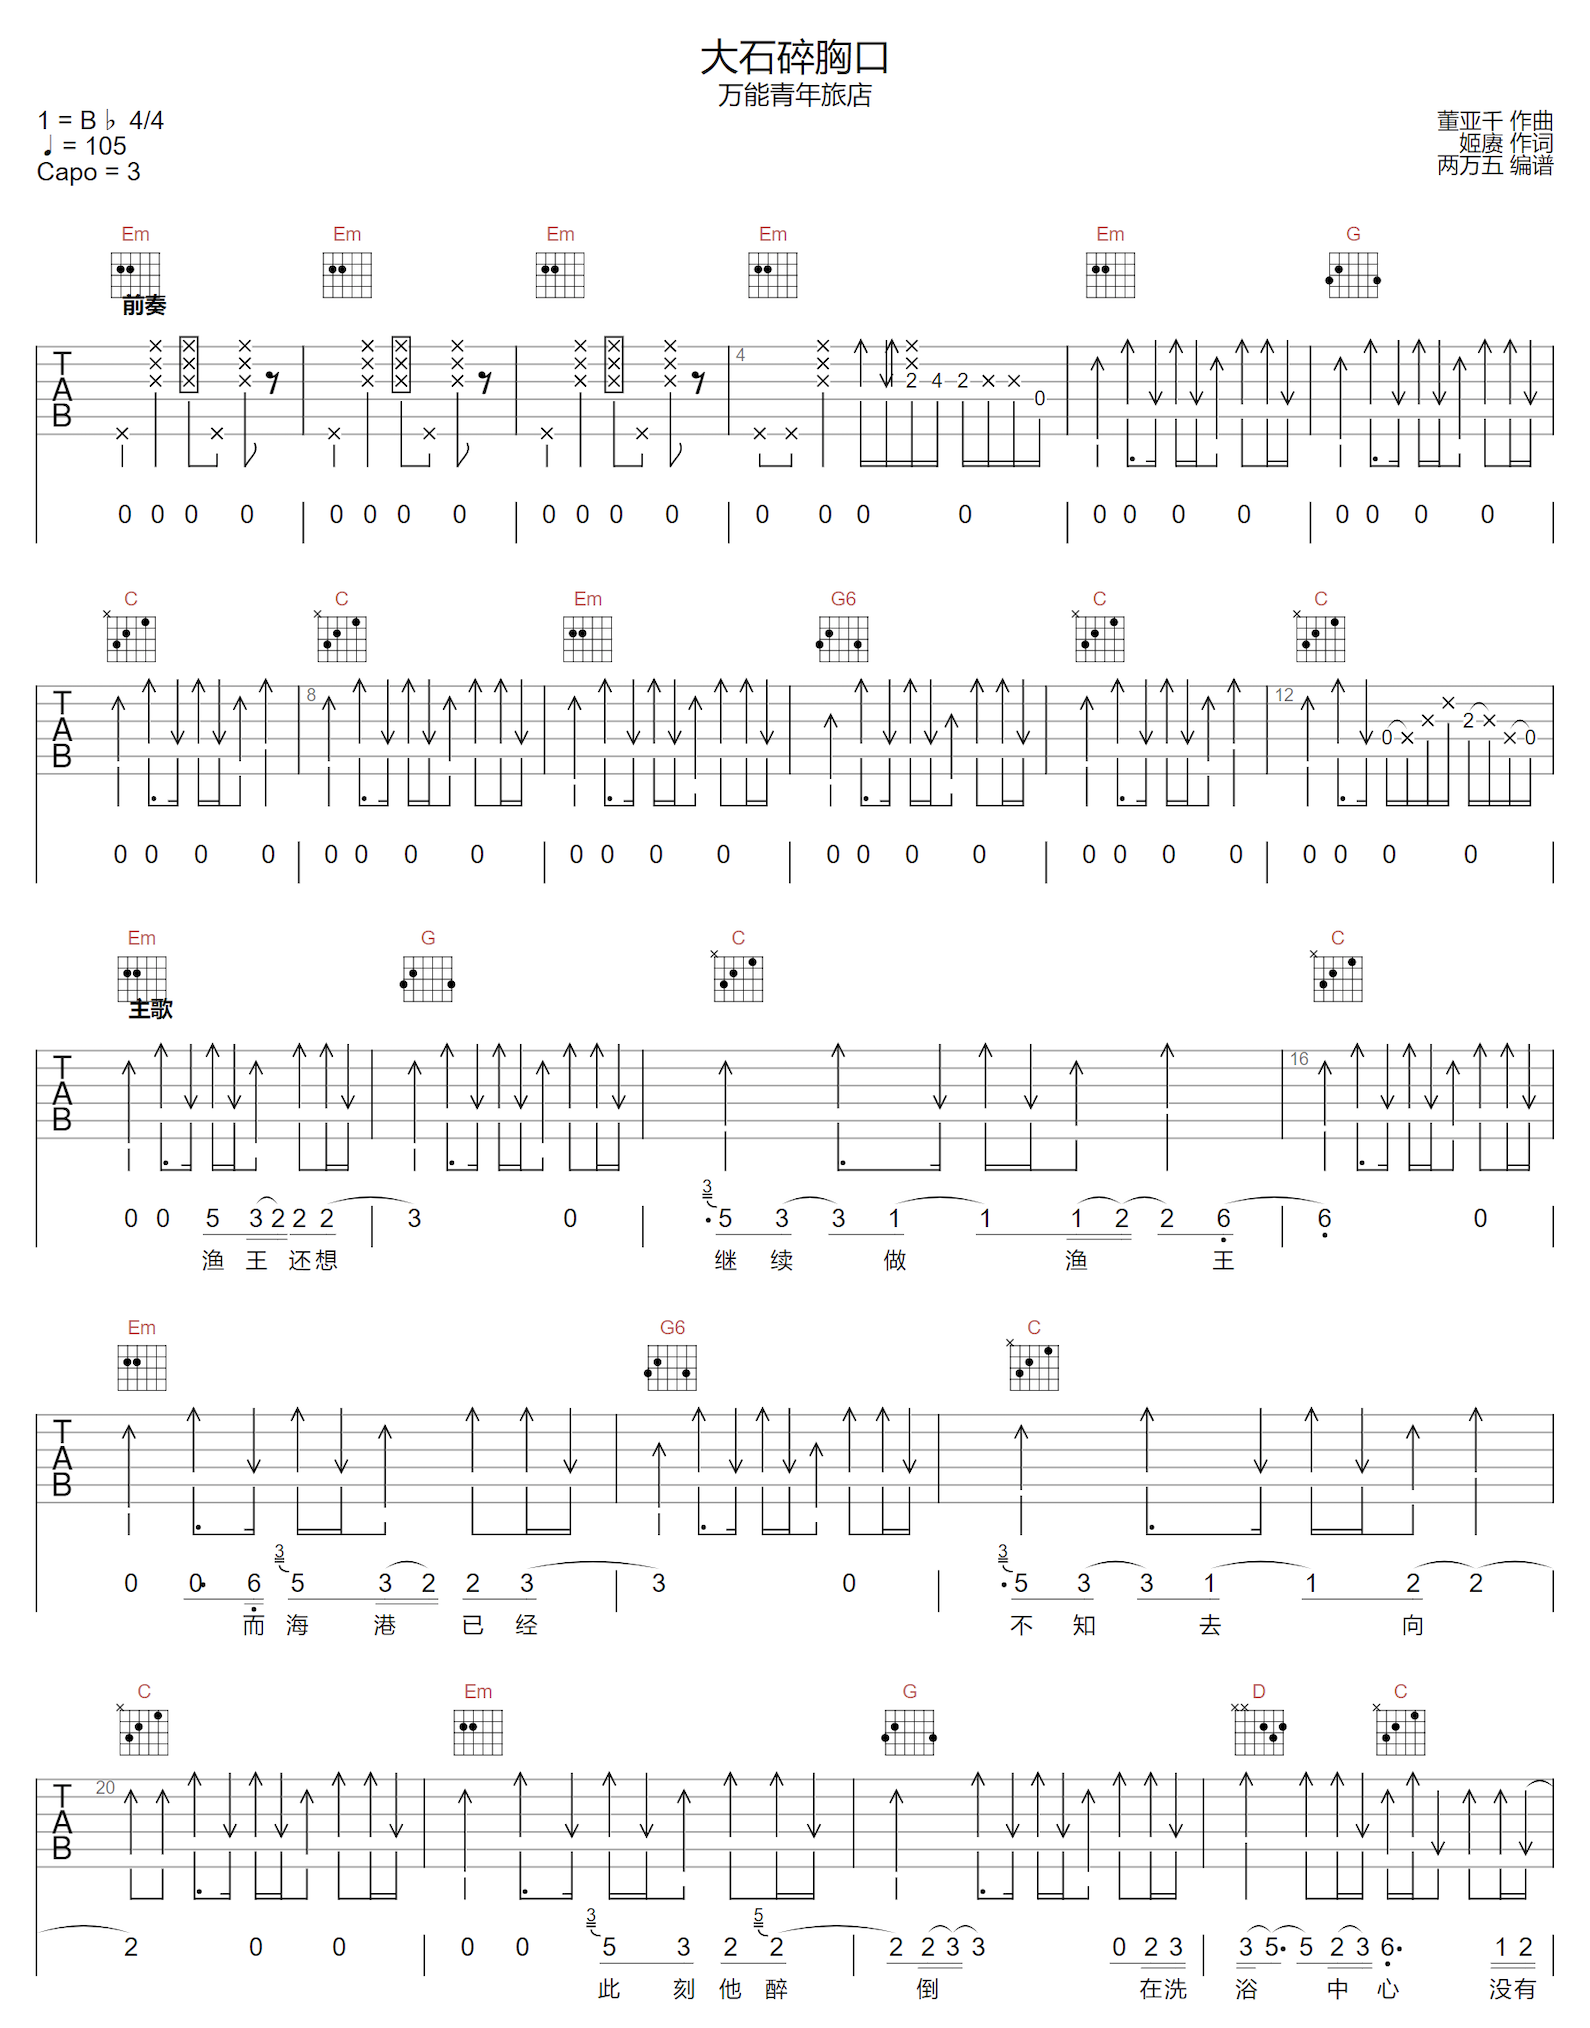 大石碎胸口
万能青年旅店
1 = B♭ 4/4
♩= 105
Capo = 3
董亚千 作曲
姬赓 作词
两万五 编谱
Em Em Em Em Em G
前奏
T A B
4
× × 2 4 2 × × 0
0 0 0 0 | 0 0 0 0 | 0 0 0 0 | 0 0 0 0 | 0 0 0 0 | 0 0 0 0
C C Em G6 C C
T A B
8 12
0 × × × 2 × × 0
0 0 0 0 | 0 0 0 0 | 0 0 0 0 | 0 0 0 0 | 0 0 0 0 | 0 0 0 0
Em G C C
主歌
T A B
16
3
0 0 5 3 2 2 2 | 3 0 | 5 3 3 1 1 1 2 2 6 | 6 0
渔 王 还 想 继 续 做 渔 王
Em G6 C
T A B
3 3
0 0 6 5 3 2 2 3 | 3 0 | 5 3 3 1 1 2 2
而 海 港 已 经 不 知 去 向
C Em G D C
T A B
20
3 5
2 0 0 | 0 0 5 3 2 2 | 2 2 3 3 0 2 3 | 3 5 5 2 3 6 1 2
此 刻 他 醉 倒 在 洗 浴 中 心 没 有